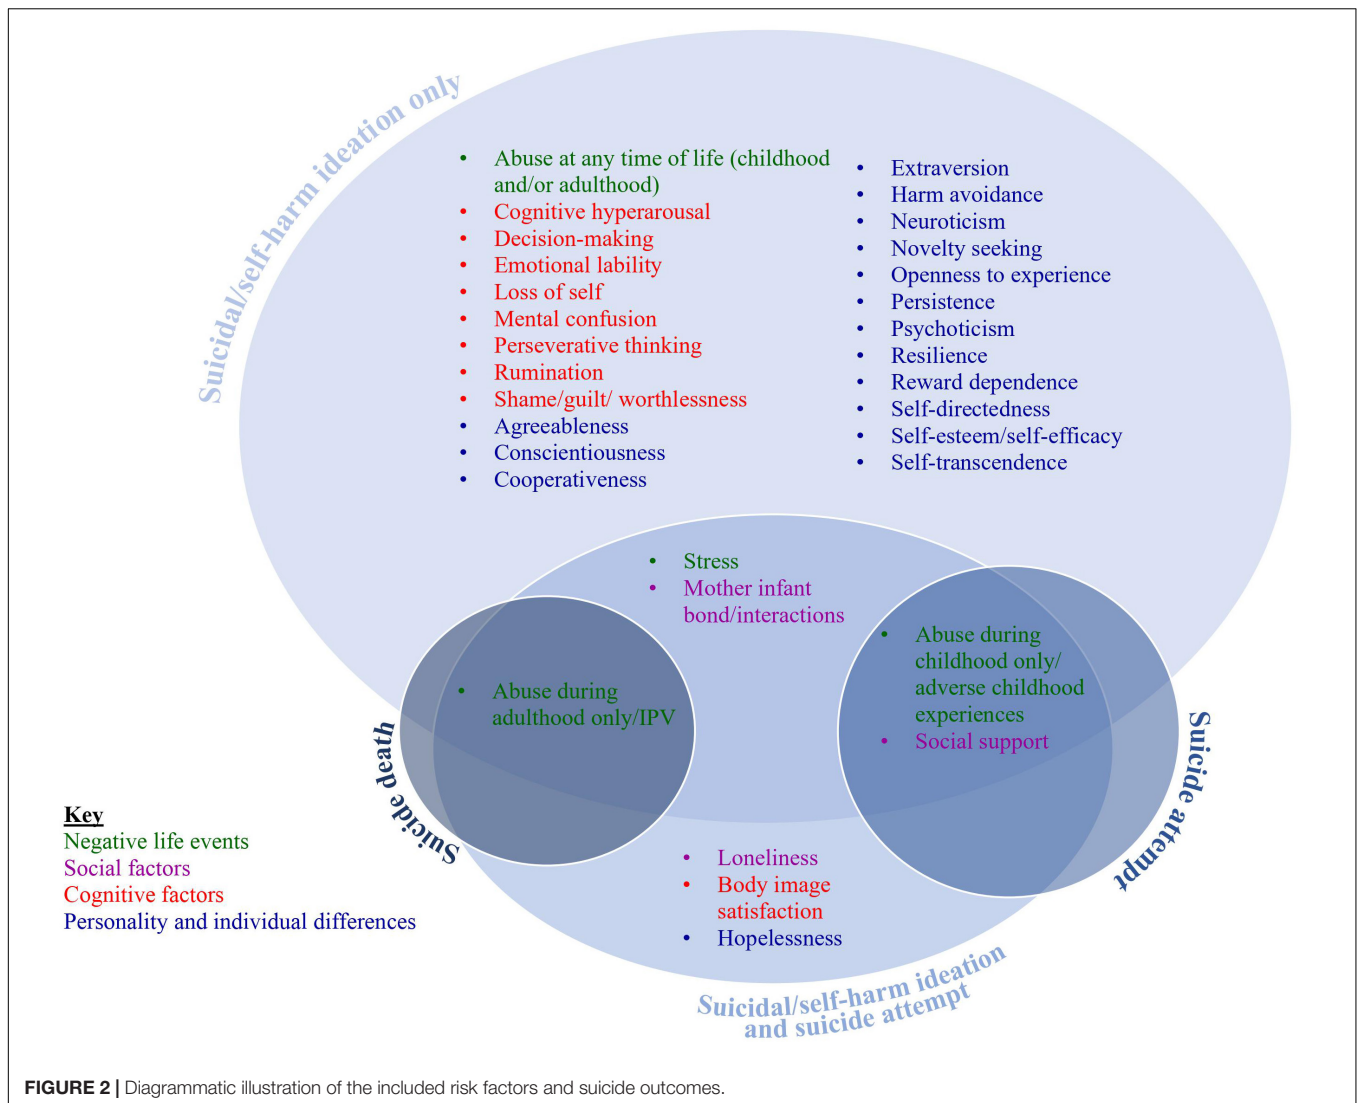 Suicidal/self-harm ideation only
• Abuse at any time of life (childhood
and/or adulthood)
• Cognitive hyperarousal
• Decision-making
• Emotional lability
• Loss of self
• Mental confusion
• Perseverative thinking
• Rumination
• Shame/guilt/ worthlessness
• Agreeableness
• Conscientiousness
• Cooperativeness
• Extraversion
• Harm avoidance
• Neuroticism
• Novelty seeking
• Openness to experience
• Persistence
• Psychoticism
• Resilience
• Reward dependence
• Self-directedness
• Self-esteem/self-efficacy
• Self-transcendence
• Stress
• Mother infant
bond/interactions
• Abuse during
adulthood only/IPV
Suicide death
• Abuse during
childhood only/
adverse childhood
experiences
• Social support
Suicide attempt
• Loneliness
• Body image
satisfaction
• Hopelessness
Suicidal/self-harm ideation
and suicide attempt
Key
Negative life events
Social factors
Cognitive factors
Personality and individual differences
FIGURE 2 | Diagrammatic illustration of the included risk factors and suicide outcomes.